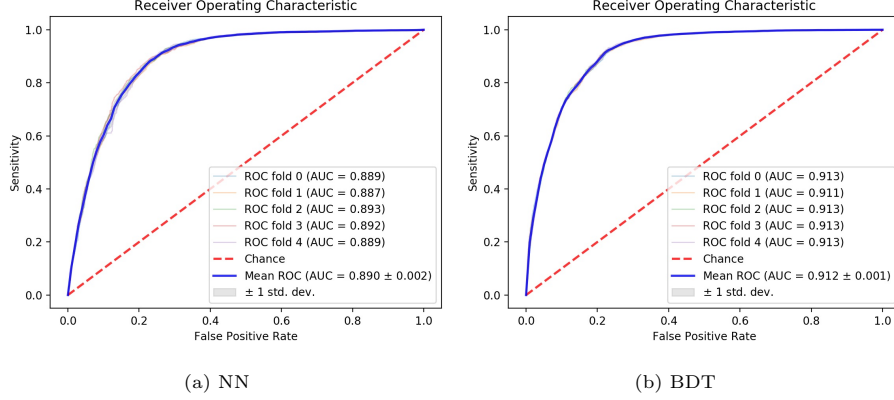 Receiver Operating Characteristic
Sensitivity
1.0
0.8
0.6
0.4
0.2
0.0
ROC fold 0 (AUC = 0.889)
ROC fold 1 (AUC = 0.887)
ROC fold 2 (AUC = 0.893)
ROC fold 3 (AUC = 0.892)
ROC fold 4 (AUC = 0.889)
Chance
Mean ROC (AUC = 0.890 ± 0.002)
± 1 std. dev.
0.0 0.2 0.4 0.6 0.8 1.0
False Positive Rate
(a) NN
Receiver Operating Characteristic
Sensitivity
1.0
0.8
0.6
0.4
0.2
0.0
ROC fold 0 (AUC = 0.913)
ROC fold 1 (AUC = 0.911)
ROC fold 2 (AUC = 0.913)
ROC fold 3 (AUC = 0.913)
ROC fold 4 (AUC = 0.913)
Chance
Mean ROC (AUC = 0.912 ± 0.001)
± 1 std. dev.
0.0 0.2 0.4 0.6 0.8 1.0
False Positive Rate
(b) BDT